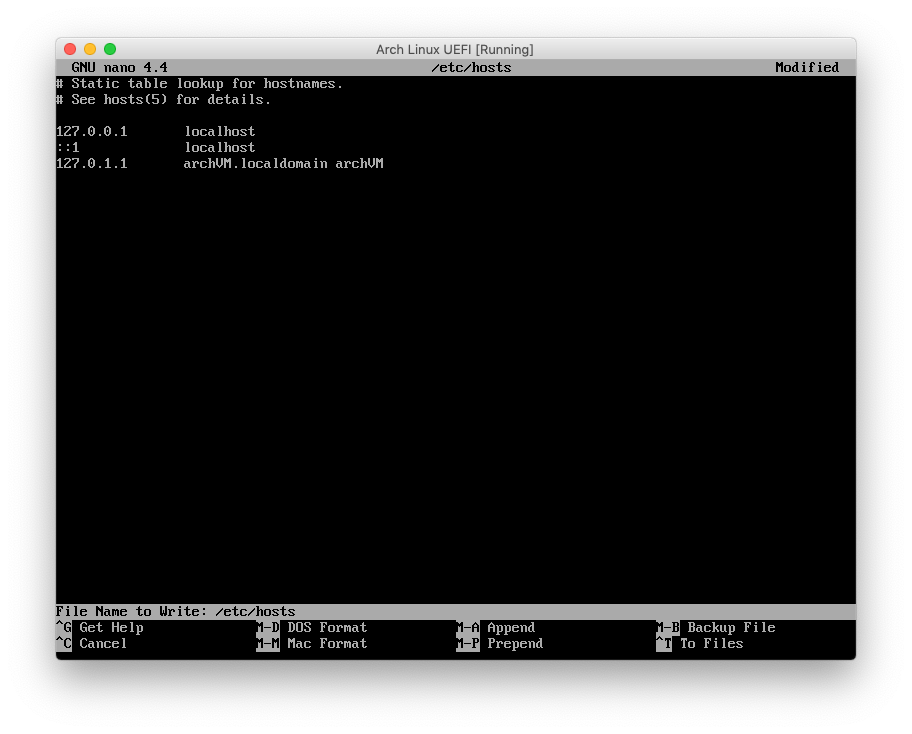 Arch Linux UEFI [Running]
GNU nano 4.4 /etc/hosts Modified
# Static table lookup for hostnames.
# See hosts(5) for details.
127.0.0.1 localhost
::1 localhost
127.0.1.1 archVM.localdomain archVM
File Name to Write: /etc/hosts
^G Get Help M-D DOS Format M-A Append M-B Backup File
^C Cancel M-M Mac Format M-P Prepend ^T To Files